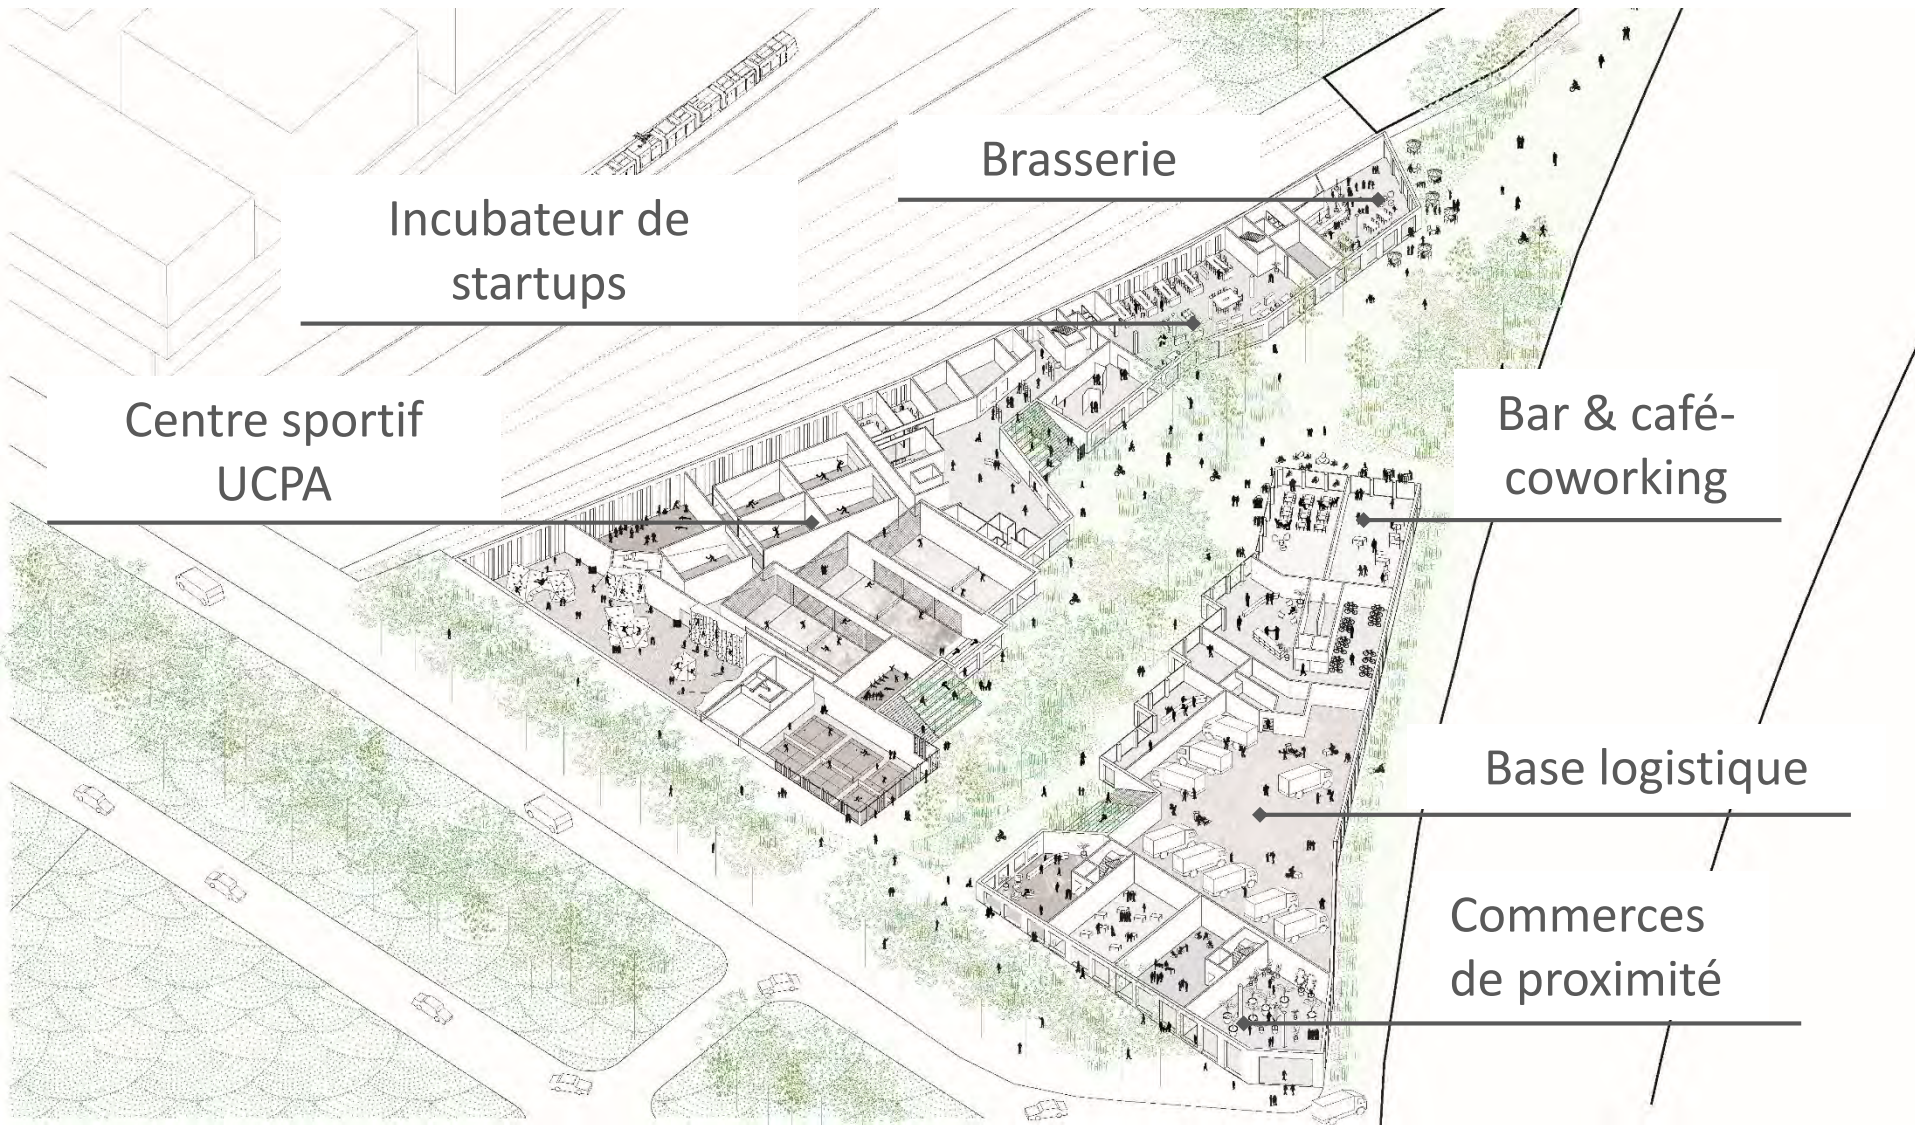 Brasserie
Incubateur de
startups
Centre sportif
UCPA
Bar & café-
coworking
Base logistique
Commerces
de proximité